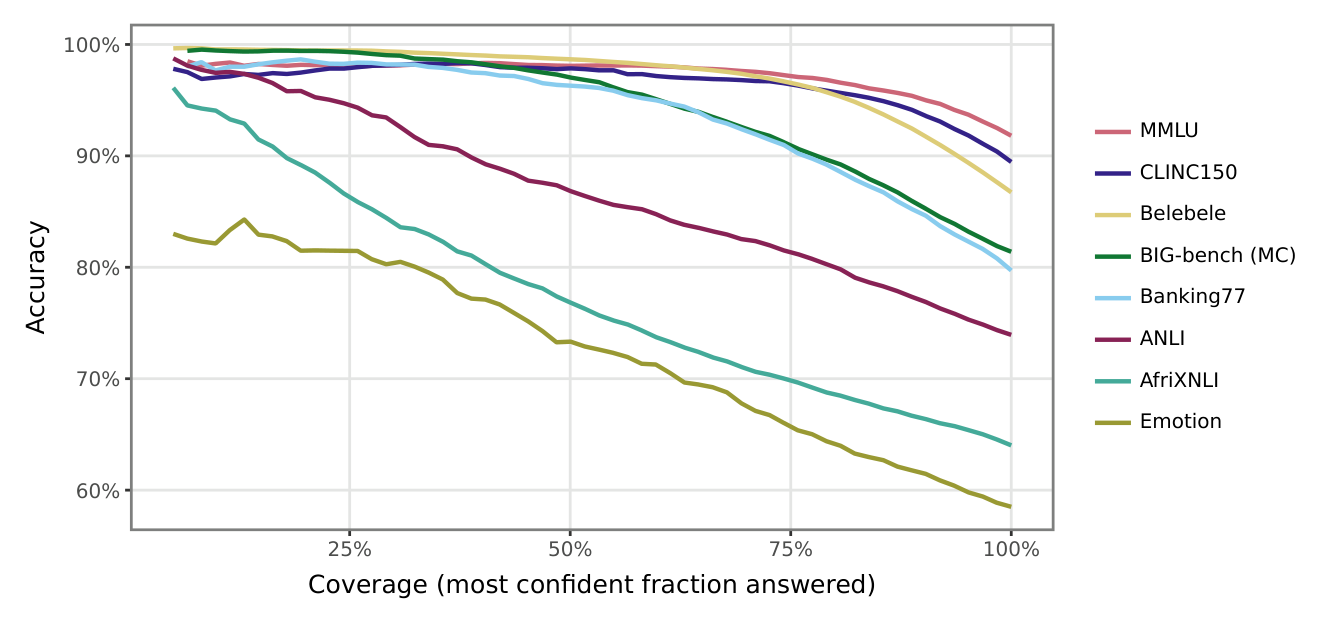 100%
90%
80%
70%
60%
Accuracy
25% 50% 75% 100%
Coverage (most confident fraction answered)
MMLU
CLINC150
Belebele
BIG-bench (MC)
Banking77
ANLI
AfriXNLI
Emotion